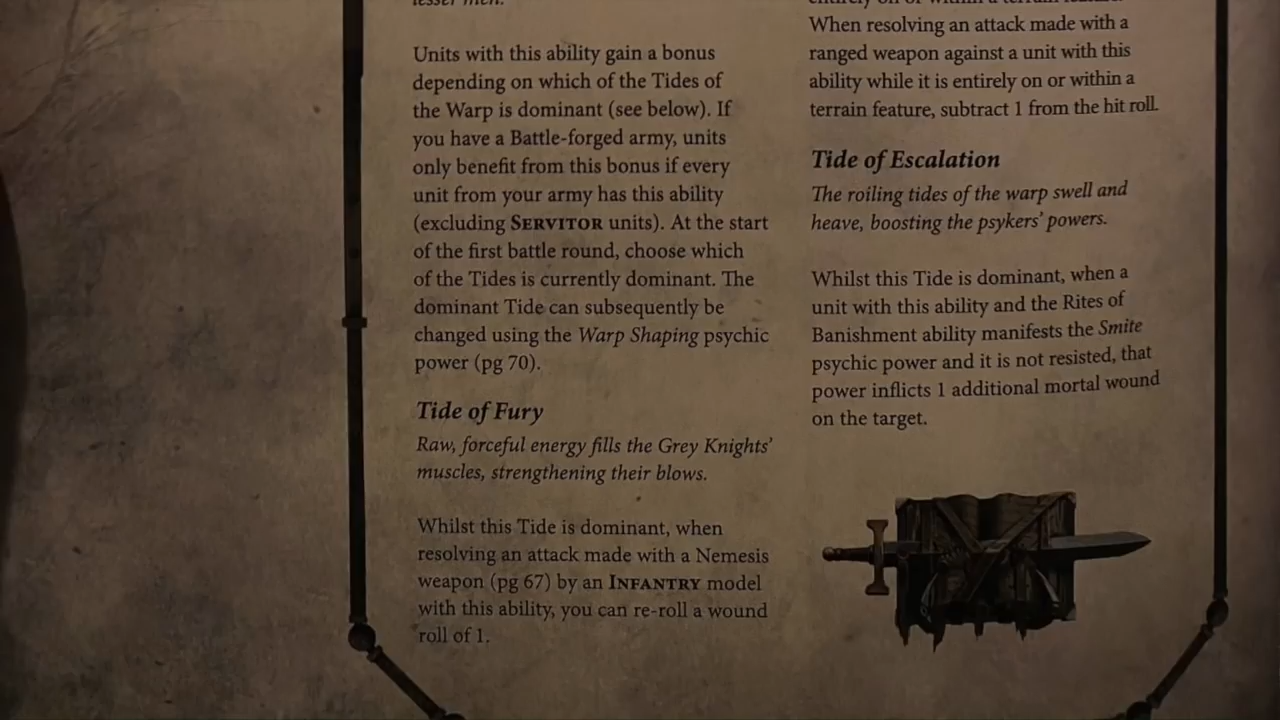 lesser men.
Units with this ability gain a bonus
depending on which of the Tides of
the Warp is dominant (see below). If
you have a Battle-forged army, units
only benefit from this bonus if every
unit from your army has this ability
(excluding SERVITOR units). At the start
of the first battle round, choose which
of the Tides is currently dominant. The
dominant Tide can subsequently be
changed using the Warp Shaping psychic
power (pg 70).
Tide of Fury
Raw, forceful energy fills the Grey Knights’
muscles, strengthening their blows.
Whilst this Tide is dominant, when
resolving an attack made with a Nemesis
weapon (pg 67) by an INFANTRY model
with this ability, you can re-roll a wound
roll of 1.
entirely on or within a terrain feature.
When resolving an attack made with a
ranged weapon against a unit with this
ability while it is entirely on or within a
terrain feature, subtract 1 from the hit roll.
Tide of Escalation
The roiling tides of the warp swell and
heave, boosting the psykers’ powers.
Whilst this Tide is dominant, when a
unit with this ability and the Rites of
Banishment ability manifests the Smite
psychic power and it is not resisted, that
power inflicts 1 additional mortal wound
on the target.